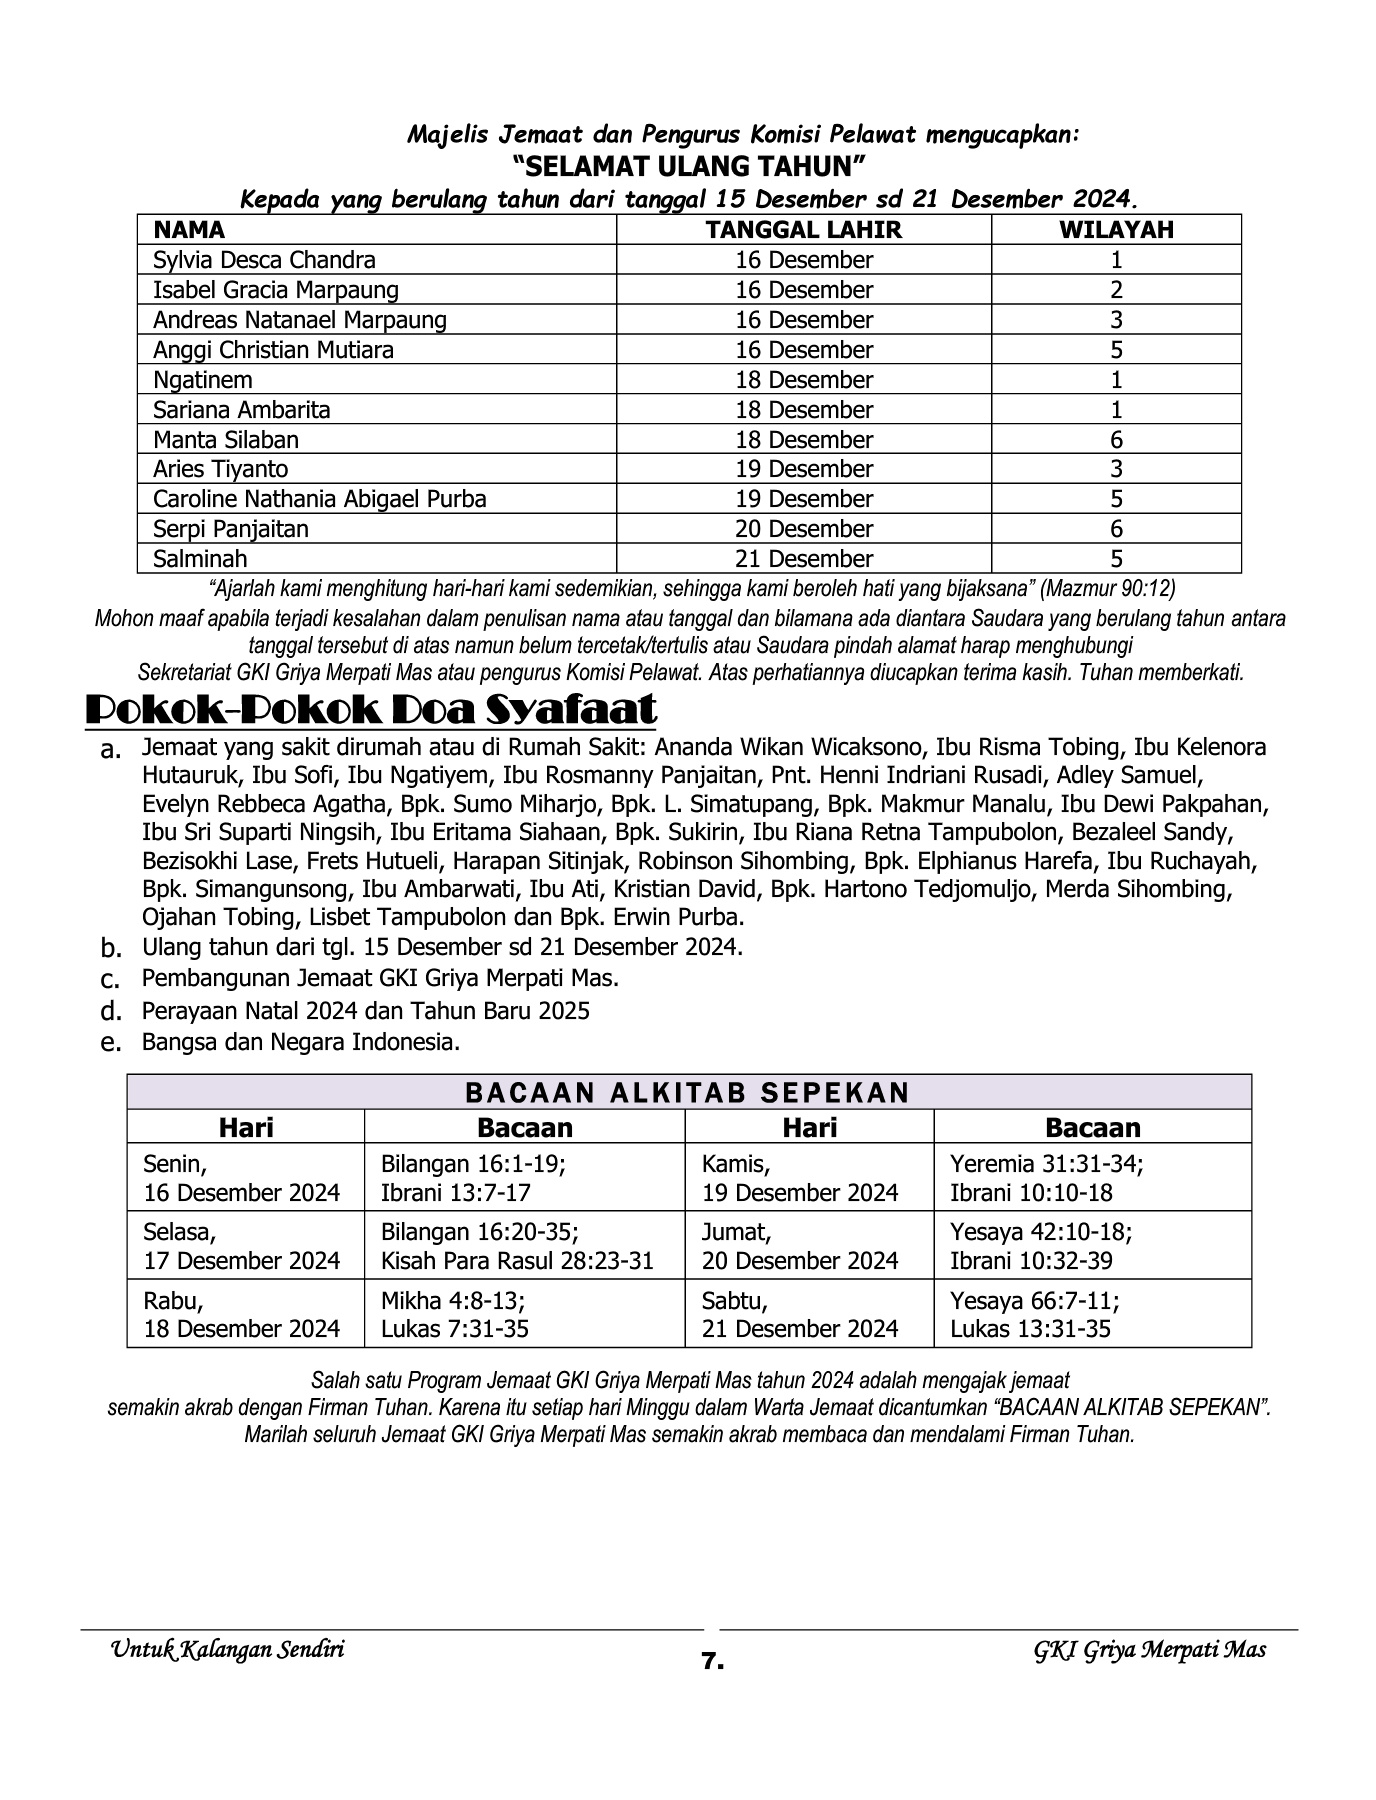 Majelis Jemaat dan Pengurus Komisi Pelawat mengucapkan:
“SELAMAT ULANG TAHUN”
Kepada yang berulang tahun dari tanggal 15 Desember sd 21 Desember 2024.
NAMA TANGGAL LAHIR WILAYAH
Sylvia Desca Chandra 16 Desember 1
Isabel Gracia Marpaung 16 Desember 2
Andreas Natanael Marpaung 16 Desember 3
Anggi Christian Mutiara 16 Desember 5
Ngatinem 18 Desember 1
Sariana Ambarita 18 Desember 1
Manta Silaban 18 Desember 6
Aries Tiyanto 19 Desember 3
Caroline Nathania Abigael Purba 19 Desember 5
Serpi Panjaitan 20 Desember 6
Salminah 21 Desember 5
“Ajarlah kami menghitung hari-hari kami sedemikian, sehingga kami beroleh hati yang bijaksana” (Mazmur 90:12)
Mohon maaf apabila terjadi kesalahan dalam penulisan nama atau tanggal dan bilamana ada diantara Saudara yang berulang tahun antara
tanggal tersebut di atas namun belum tercetak/tertulis atau Saudara pindah alamat harap menghubungi
Sekretariat GKI Griya Merpati Mas atau pengurus Komisi Pelawat. Atas perhatiannya diucapkan terima kasih. Tuhan memberkati.
Pokok-Pokok Doa Syafaat
a. Jemaat yang sakit dirumah atau di Rumah Sakit: Ananda Wikan Wicaksono, Ibu Risma Tobing, Ibu Kelenora
Hutauruk, Ibu Sofi, Ibu Ngatiyem, Ibu Rosmanny Panjaitan, Pnt. Henni Indriani Rusadi, Adley Samuel,
Evelyn Rebbeca Agatha, Bpk. Sumo Miharjo, Bpk. L. Simatupang, Bpk. Makmur Manalu, Ibu Dewi Pakpahan,
Ibu Sri Suparti Ningsih, Ibu Eritama Siahaan, Bpk. Sukirin, Ibu Riana Retna Tampubolon, Bezaleel Sandy,
Bezisokhi Lase, Frets Hutueli, Harapan Sitinjak, Robinson Sihombing, Bpk. Elphianus Harefa, Ibu Ruchayah,
Bpk. Simangunsong, Ibu Ambarwati, Ibu Ati, Kristian David, Bpk. Hartono Tedjomuljo, Merda Sihombing,
Ojahan Tobing, Lisbet Tampubolon dan Bpk. Erwin Purba.
b. Ulang tahun dari tgl. 15 Desember sd 21 Desember 2024.
c. Pembangunan Jemaat GKI Griya Merpati Mas.
d. Perayaan Natal 2024 dan Tahun Baru 2025
e. Bangsa dan Negara Indonesia.
BACAAN ALKITAB SEPEKAN
Hari Bacaan Hari Bacaan
Senin, Bilangan 16:1-19; Kamis, Yeremia 31:31-34;
16 Desember 2024 Ibrani 13:7-17 19 Desember 2024 Ibrani 10:10-18
Selasa, Bilangan 16:20-35; Jumat, Yesaya 42:10-18;
17 Desember 2024 Kisah Para Rasul 28:23-31 20 Desember 2024 Ibrani 10:32-39
Rabu, Mikha 4:8-13; Sabtu, Yesaya 66:7-11;
18 Desember 2024 Lukas 7:31-35 21 Desember 2024 Lukas 13:31-35
Salah satu Program Jemaat GKI Griya Merpati Mas tahun 2024 adalah mengajak jemaat
semakin akrab dengan Firman Tuhan. Karena itu setiap hari Minggu dalam Warta Jemaat dicantumkan “BACAAN ALKITAB SEPEKAN”.
Marilah seluruh Jemaat GKI Griya Merpati Mas semakin akrab membaca dan mendalami Firman Tuhan.
Untuk Kalangan Sendiri 7. GKI Griya Merpati Mas